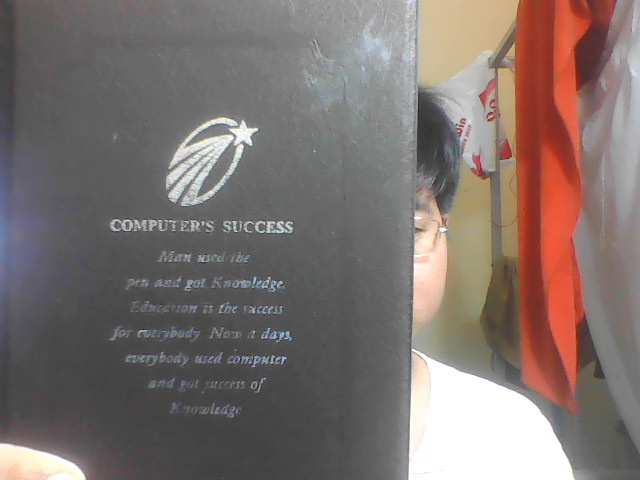 COMPUTER'S SUCCESS
Man used the
pen and got Knowledge.
Education is the success
for everybody. Now a days,
everybody used computer
and got success of
Knowledge